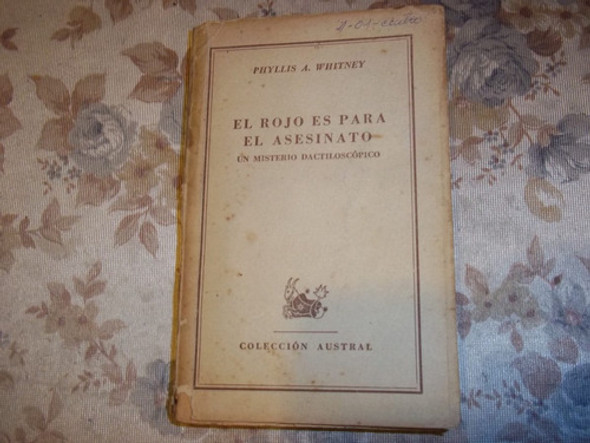 PHYLLIS A. WHITNEY
EL ROJO ES PARA
EL ASESINATO
UN MISTERIO DACTILOSCÓPICO
COLECCIÓN AUSTRAL